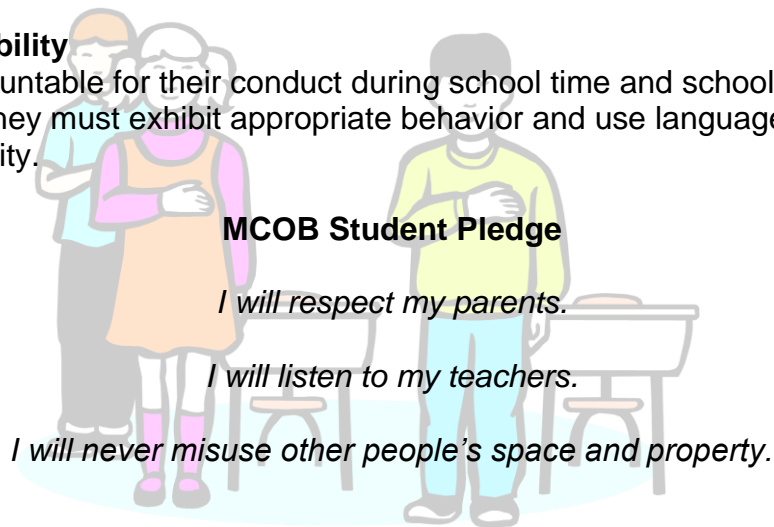 bility
untable for their conduct during school time and school
hey must exhibit appropriate behavior and use language
ity.
MCOB Student Pledge
I will respect my parents.
I will listen to my teachers.
I will never misuse other people’s space and property.